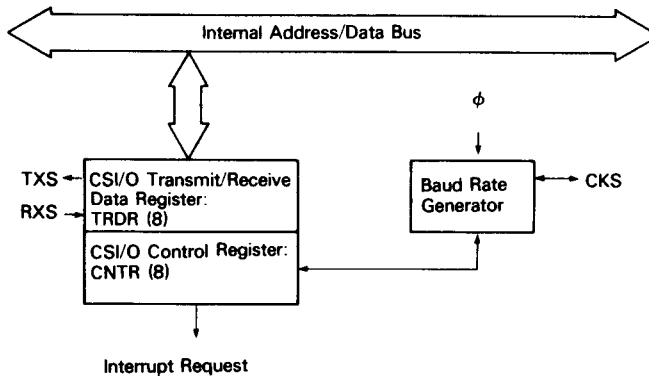 Internal Address/Data Bus
φ
TXS
RXS
CSI/O Transmit/Receive
Data Register:
TRDR (8)
CSI/O Control Register:
CNTR (8)
Baud Rate
Generator
CKS
Interrupt Request